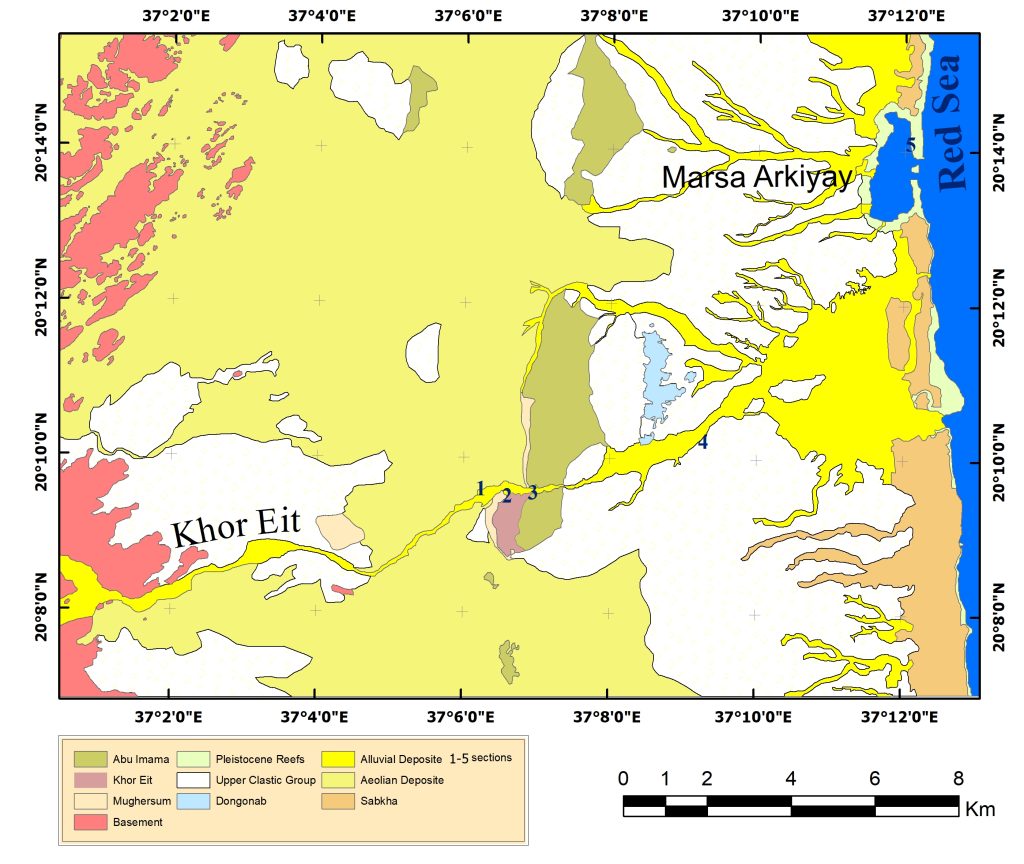 37°2'0"E 37°4'0"E 37°6'0"E 37°8'0"E 37°10'0"E 37°12'0"E
20°14'0"N
20°12'0"N
20°10'0"N
20°8'0"N
Red Sea
5
Marsa Arkiyay
4
1
2
3
Khor Eit
20°14'0"N
20°12'0"N
20°10'0"N
20°8'0"N
37°2'0"E 37°4'0"E 37°6'0"E 37°8'0"E 37°10'0"E 37°12'0"E
Abu Imama Pleistocene Reefs Alluvial Deposite 1-5 sections
Khor Eit Upper Clastic Group Aeolian Deposite
Mughersum Dongonab Sabkha
Basement
0 1 2 4 6 8
Km